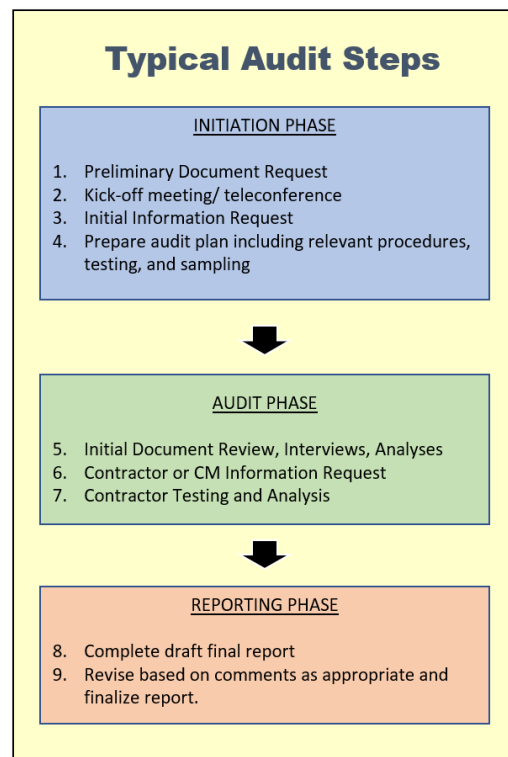 Typical Audit Steps
INITIATION PHASE
1. Preliminary Document Request
2. Kick-off meeting/ teleconference
3. Initial Information Request
4. Prepare audit plan including relevant procedures,
testing, and sampling
AUDIT PHASE
5. Initial Document Review, Interviews, Analyses
6. Contractor or CM Information Request
7. Contractor Testing and Analysis
REPORTING PHASE
8. Complete draft final report
9. Revise based on comments as appropriate and
finalize report.